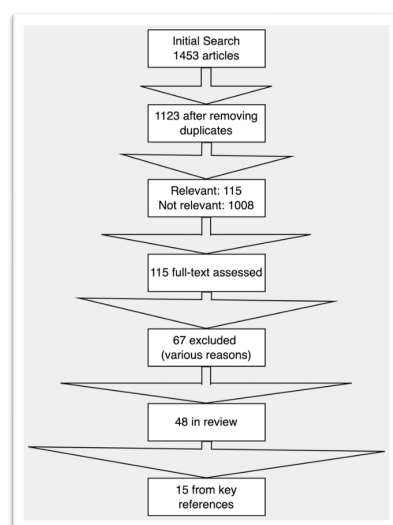 Initial Search
1453 articles
1123 after removing
duplicates
Relevant: 115
Not relevant: 1008
115 full-text assessed
67 excluded
(various reasons)
48 in review
15 from key
references